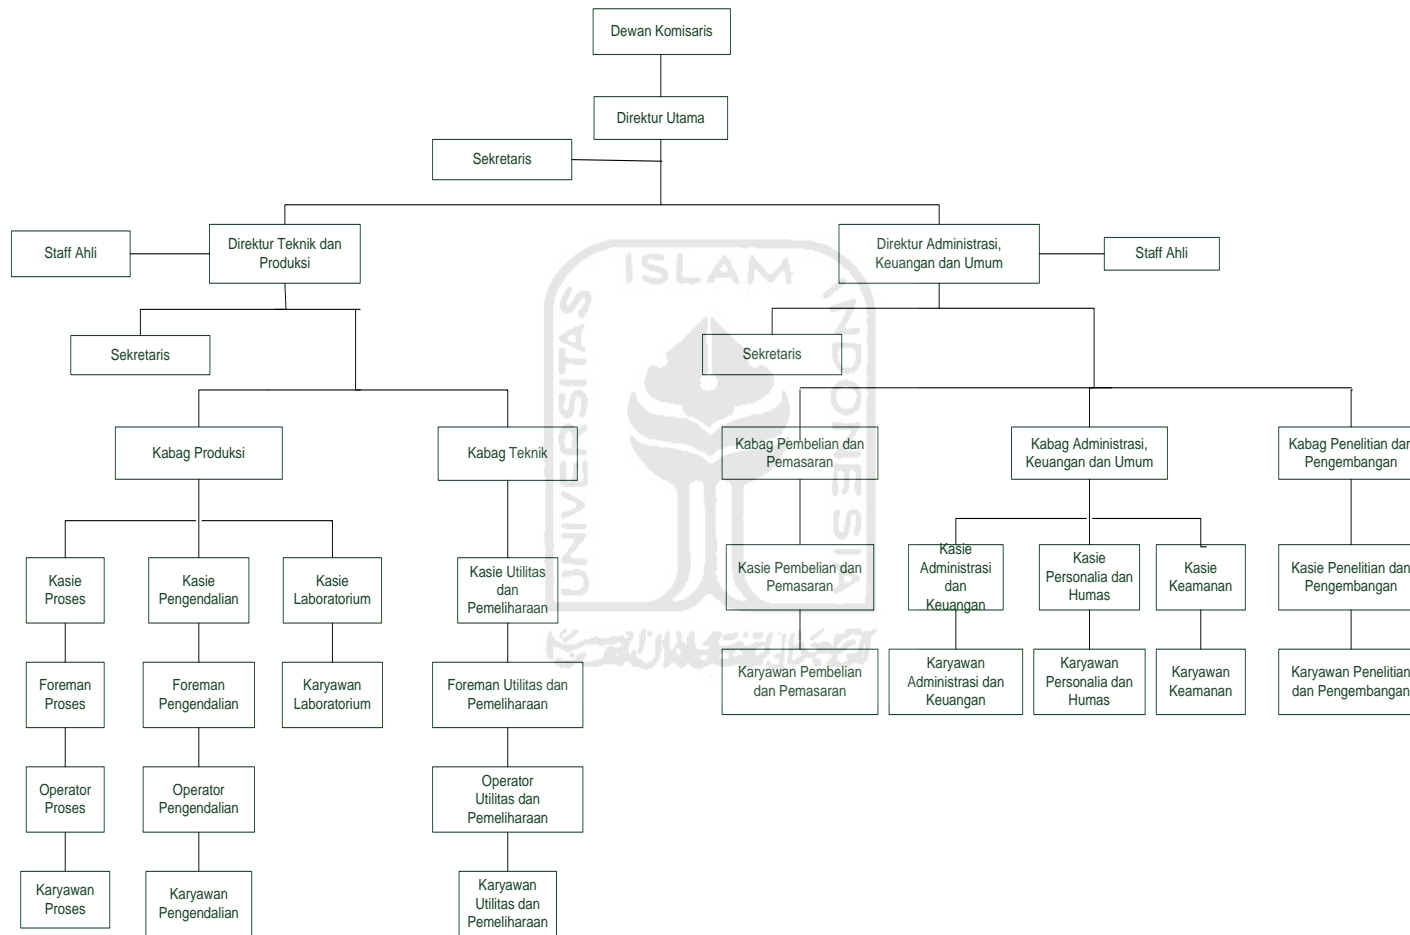 Dewan Komisaris
Direktur Utama
Sekretaris
Staff Ahli
Direktur Teknik dan
Produksi
Direktur Administrasi,
Keuangan dan Umum
Staff Ahli
Sekretaris
Sekretaris
Kabag Produksi
Kabag Teknik
Kabag Pembelian dan
Pemasaran
Kabag Administrasi,
Keuangan dan Umum
Kabag Penelitian dan
Pengembangan
Kasie
Proses
Kasie
Pengendalian
Kasie
Laboratorium
Kasie Utilitas
dan
Pemeliharaan
Kasie Pembelian dan
Pemasaran
Kasie
Administrasi
dan
Keuangan
Kasie
Personalia dan
Humas
Kasie
Keamanan
Kasie Penelitian dan
Pengembangan
Foreman
Proses
Foreman
Pengendalian
Karyawan
Laboratorium
Foreman Utilitas dan
Pemeliharaan
Karyawan Pembelian
dan Pemasaran
Karyawan
Administrasi dan
Keuangan
Karyawan
Personalia dan
Humas
Karyawan
Keamanan
Karyawan Penelitian
dan Pengembangan
Operator
Proses
Operator
Pengendalian
Operator
Utilitas dan
Pemeliharaan
Karyawan
Proses
Karyawan
Pengendalian
Karyawan
Utilitas dan
Pemeliharaan
UNIVERSITAS
ISLAM
INDONESIA